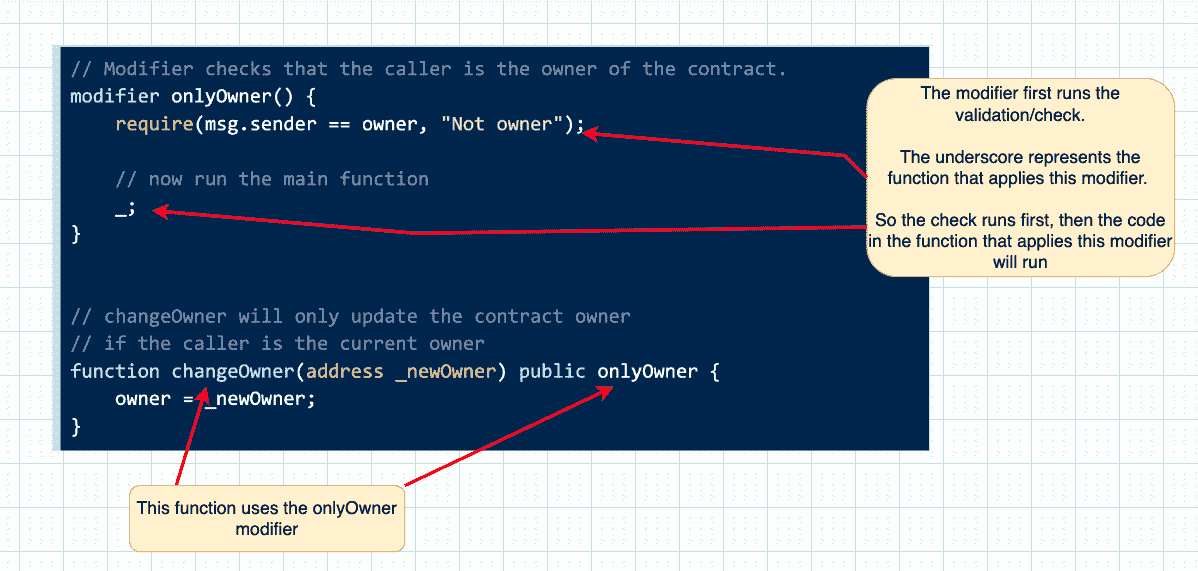 // Modifier checks that the caller is the owner of the contract.
modifier onlyOwner() {
    require(msg.sender == owner, "Not owner");
    // now run the main function
    _;
}
// changeOwner will only update the contract owner
// if the caller is the current owner
function changeOwner(address _newOwner) public onlyOwner {
    owner = _newOwner;
}
The modifier first runs the
validation/check.
The underscore represents the
function that applies this modifier.
So the check runs first, then the code
in the function that applies this modifier
will run
This function uses the onlyOwner
modifier